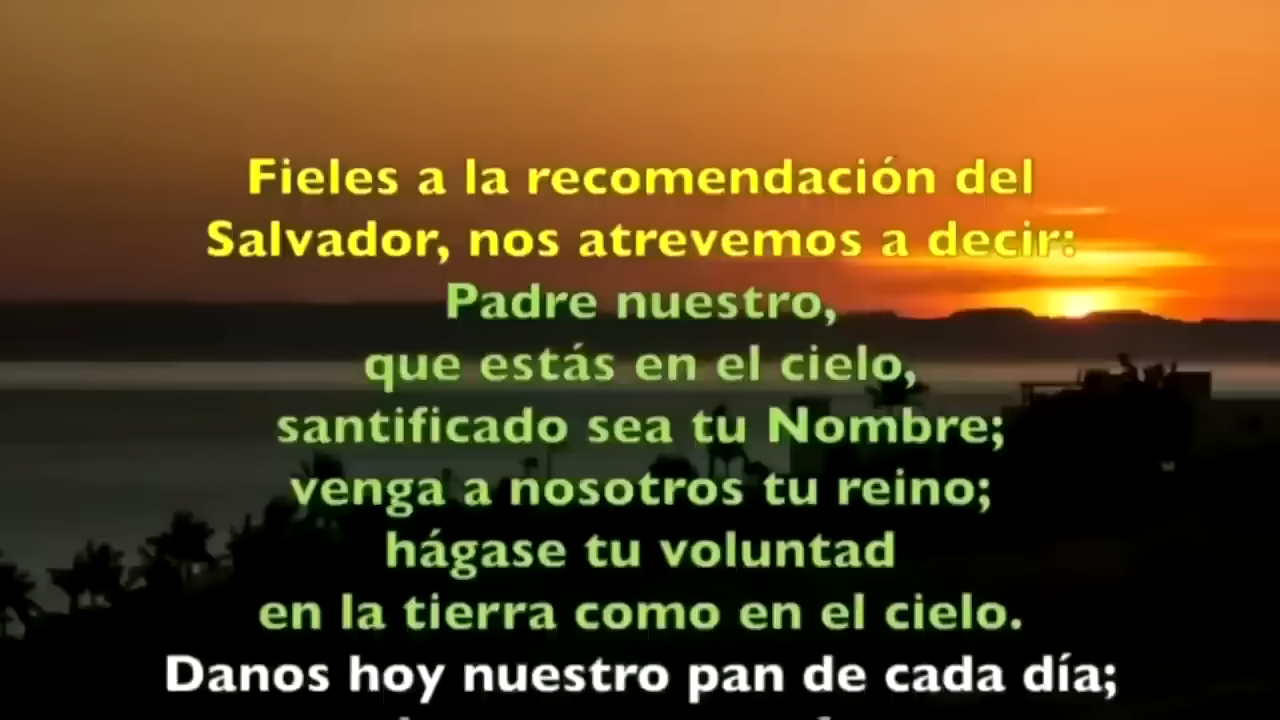 Fieles a la recomendación del
Salvador, nos atrevemos a decir:
Padre nuestro,
que estás en el cielo,
santificado sea tu Nombre;
venga a nosotros tu reino;
hágase tu voluntad
en la tierra como en el cielo.
Danos hoy nuestro pan de cada día;